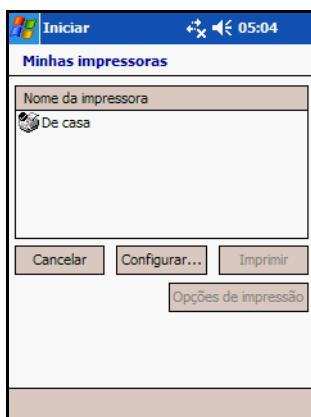 Iniciar 05:04
Minhas impressoras
Nome da impressora
De casa
Cancelar Configurar... Imprimir
Opções de impressão